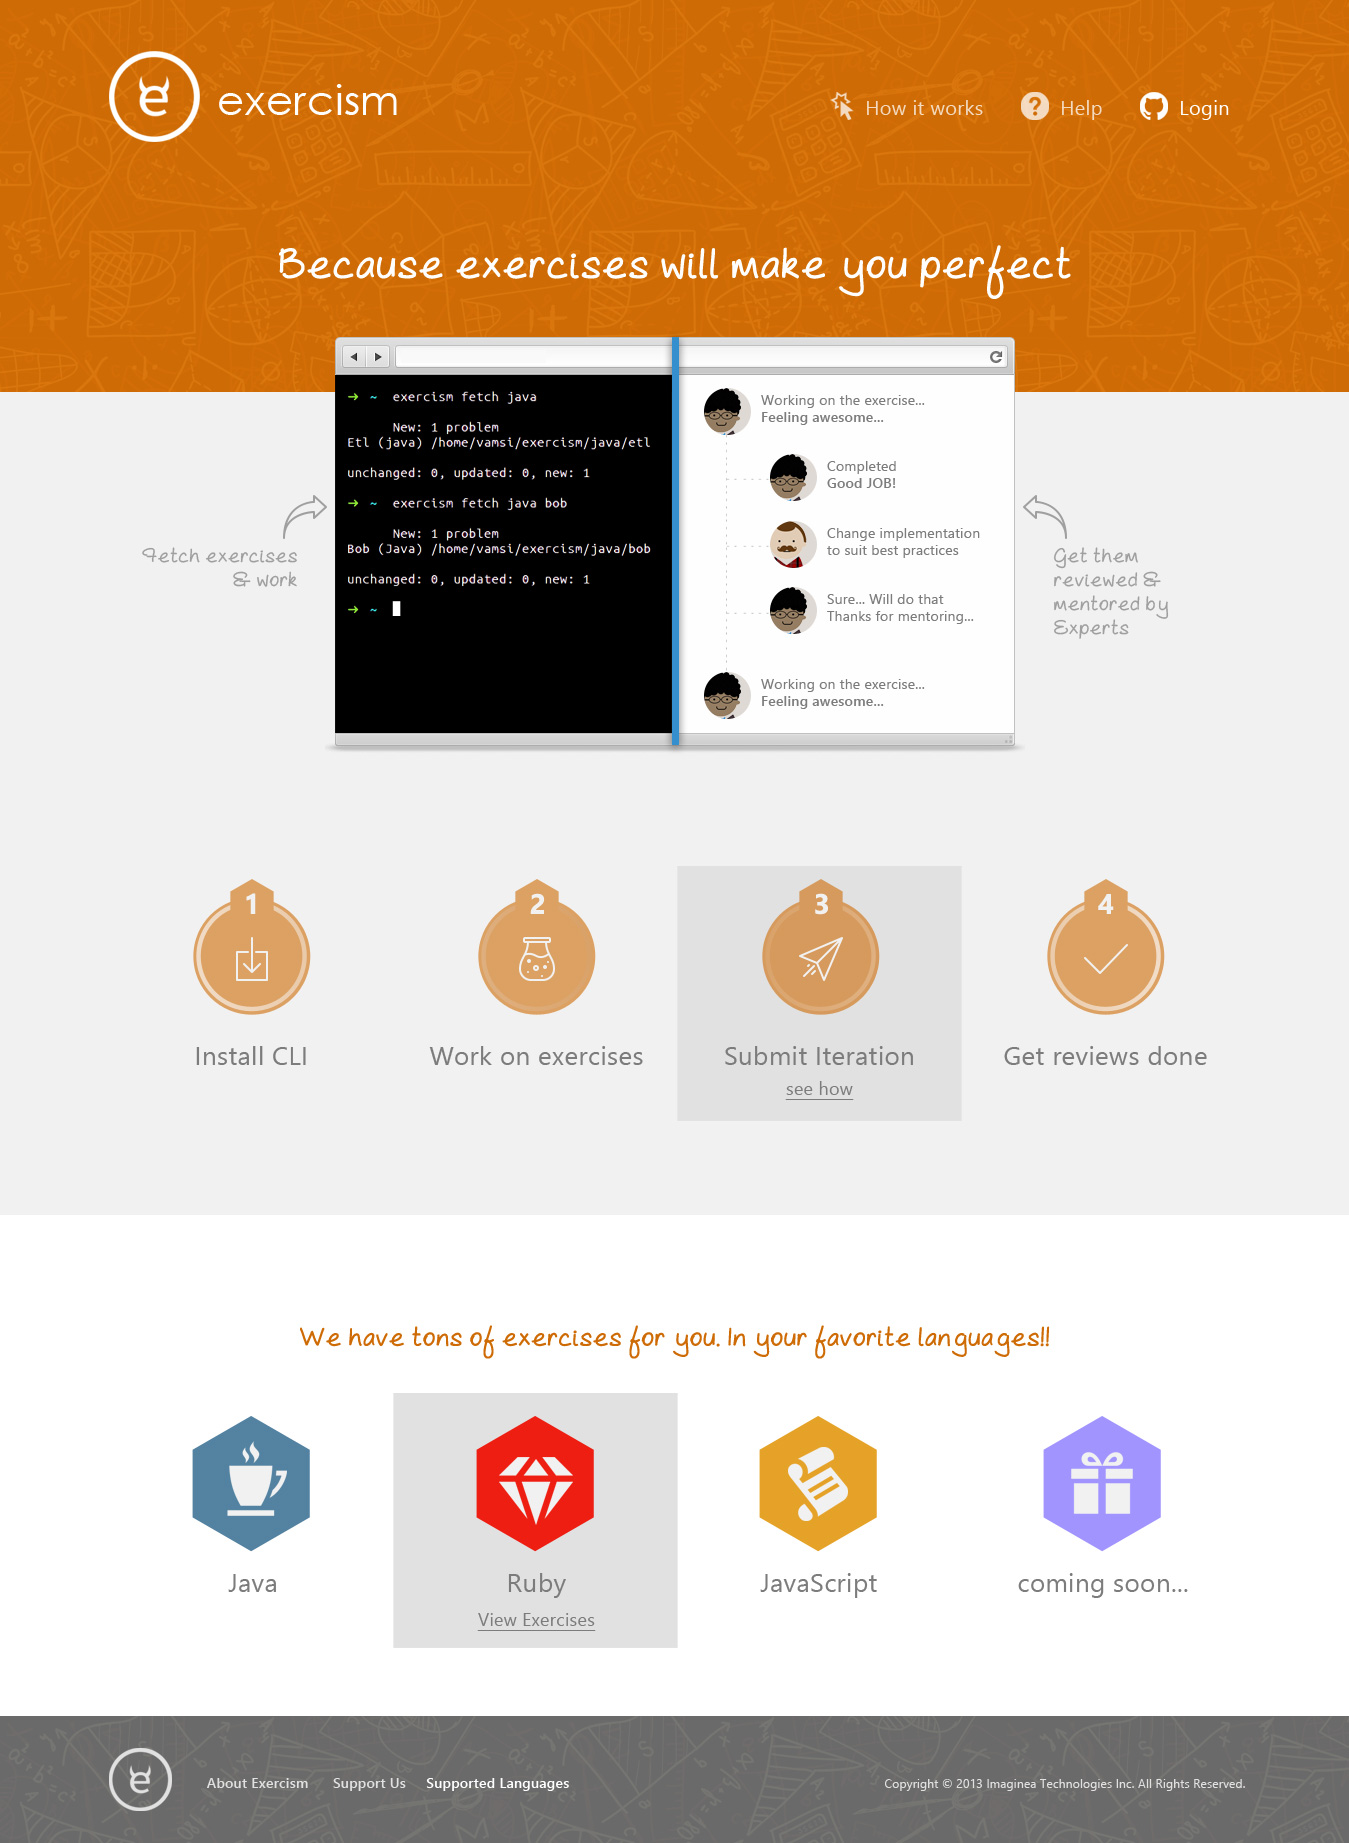 exercism
How it works
Help
Login
Because exercises will make you perfect
➜ ~ exercism fetch java
New: 1 problem
Etl (java) /home/vamsi/exercism/java/etl
unchanged: 0, updated: 0, new: 1
➜ ~ exercism fetch java bob
New: 1 problem
Bob (Java) /home/vamsi/exercism/java/bob
unchanged: 0, updated: 0, new: 1
➜ ~
Working on the exercise...
Feeling awesome...
Completed
Good JOB!
Change implementation
to suit best practices
Sure... Will do that
Thanks for mentoring...
Working on the exercise...
Feeling awesome...
Fetch exercises
& work
Get them
reviewed &
mentored by
Experts
1
2
3
4
Install CLI
Work on exercises
Submit Iteration
see how
Get reviews done
We have tons of exercises for you. In your favorite languages!!
Java
Ruby
View Exercises
JavaScript
coming soon...
About Exercism
Support Us
Supported Languages
Copyright © 2013 Imaginea Technologies Inc. All Rights Reserved.